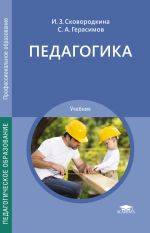 И. З. Сковородкина
С. А. Герасимов
ПЕДАГОГИКА
Учебник
Профессиональное образование
ПЕДАГОГИЧЕСКОЕ ОБРАЗОВАНИЕ